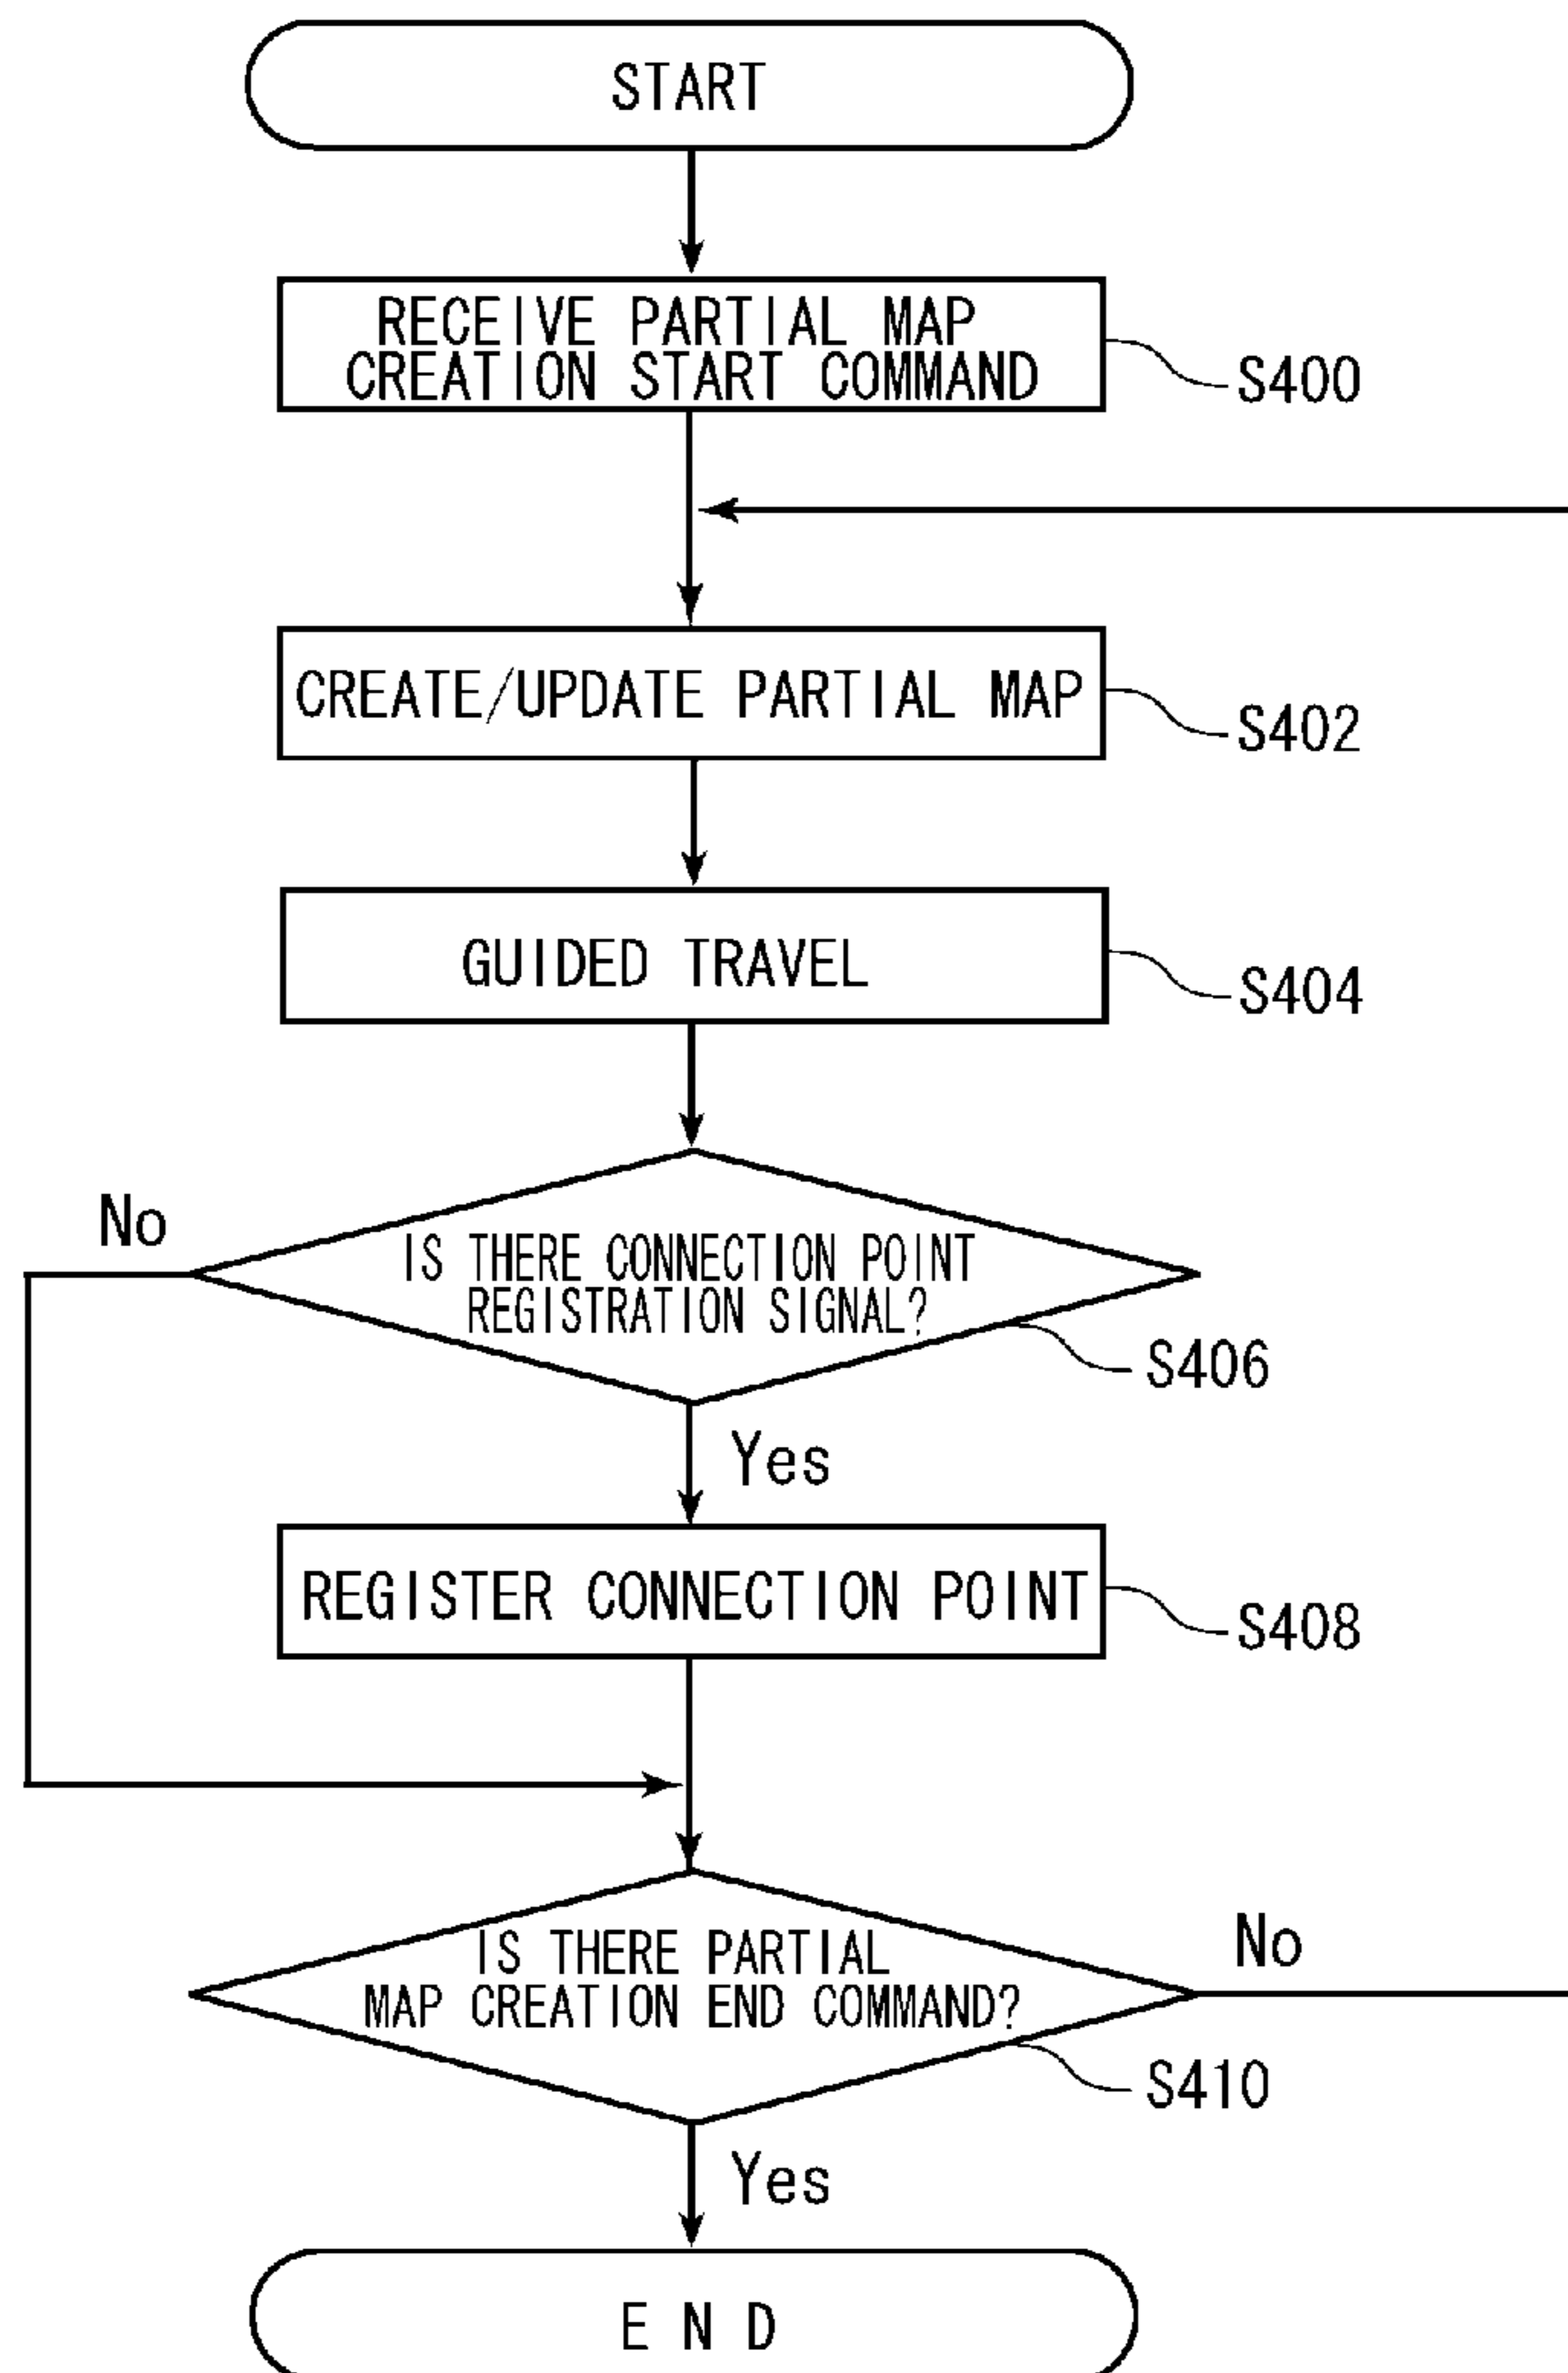 START
RECEIVE PARTIAL MAP
CREATION START COMMAND
S400
CREATE/UPDATE PARTIAL MAP
S402
GUIDED TRAVEL
S404
No
IS THERE CONNECTION POINT
REGISTRATION SIGNAL?
S406
Yes
REGISTER CONNECTION POINT
S408
IS THERE PARTIAL
MAP CREATION END COMMAND?
No
S410
Yes
END